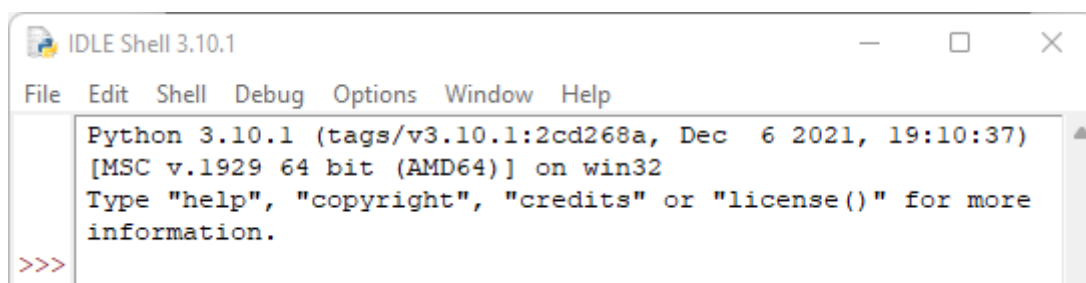 IDLE Shell 3.10.1
File Edit Shell Debug Options Window Help
Python 3.10.1 (tags/v3.10.1:2cd268a, Dec  6 2021, 19:10:37)
[MSC v.1929 64 bit (AMD64)] on win32
Type "help", "copyright", "credits" or "license()" for more
information.
>>>